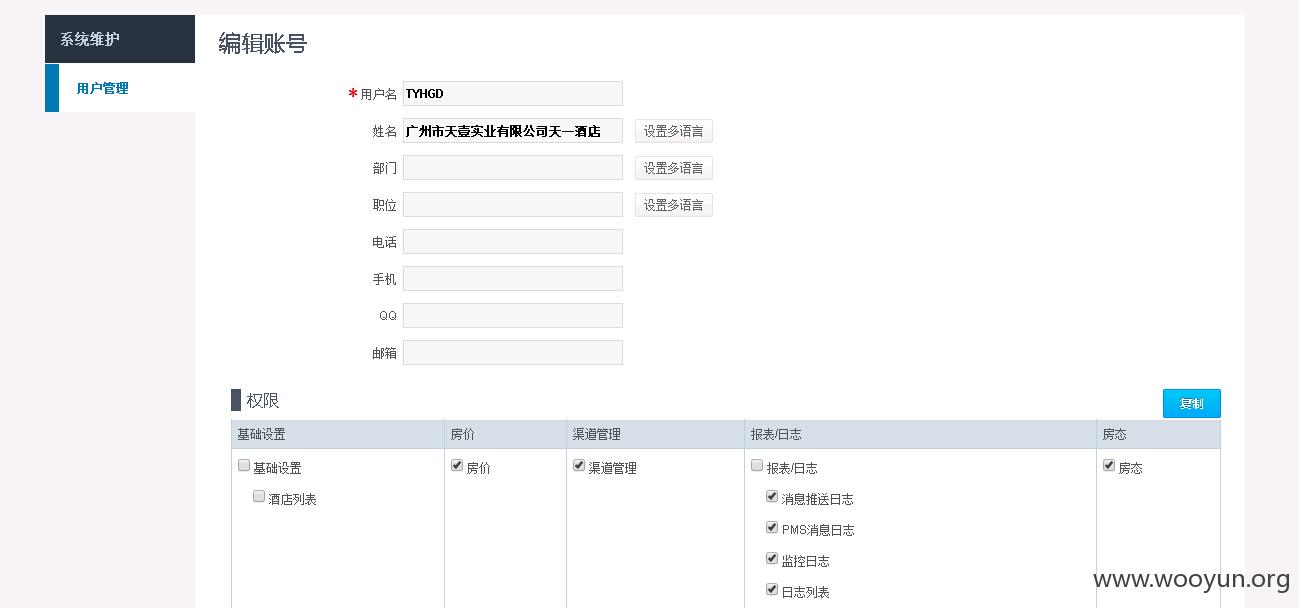 系统维护
用户管理
编辑账号
*用户名 TYHGD
姓名 广州市天壹实业有限公司天一酒店 设置多语言
部门 设置多语言
职位 设置多语言
电话
手机
QQ
邮箱
权限 复制
基础设置 房价 渠道管理 报表/日志 房态
基础设置 房价 渠道管理 报表/日志 房态
酒店列表 消息推送日志
PMS消息日志
监控日志
日志列表
www.wooyun.org